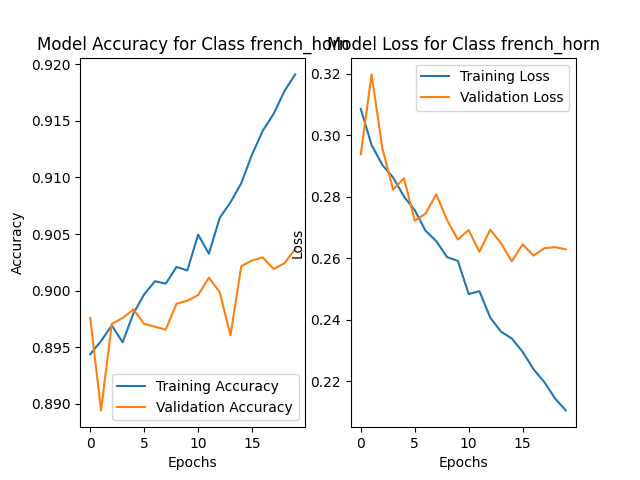 Model Accuracy for Class french_horn
0.920
0.915
0.910
0.905
0.900
0.895
0.890
Accuracy
Training Accuracy
Validation Accuracy
0 5 10 15
Epochs
Model Loss for Class french_horn
0.32
0.30
0.28
0.26
0.24
0.22
Loss
Training Loss
Validation Loss
0 5 10 15
Epochs